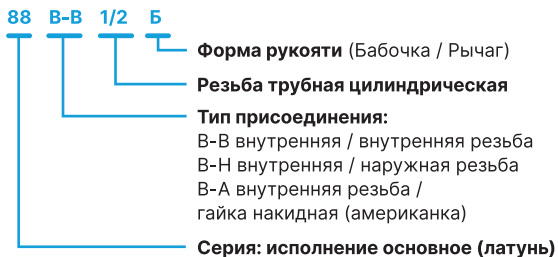 88 В-В 1/2 Б
Форма рукояти (Бабочка / Рычаг)
Резьба трубная цилиндрическая
Тип присоединения:
В-В внутренняя / внутренняя резьба
В-Н внутренняя / наружная резьба
В-А внутренняя резьба /
гайка накидная (американка)
Серия: исполнение основное (латунь)